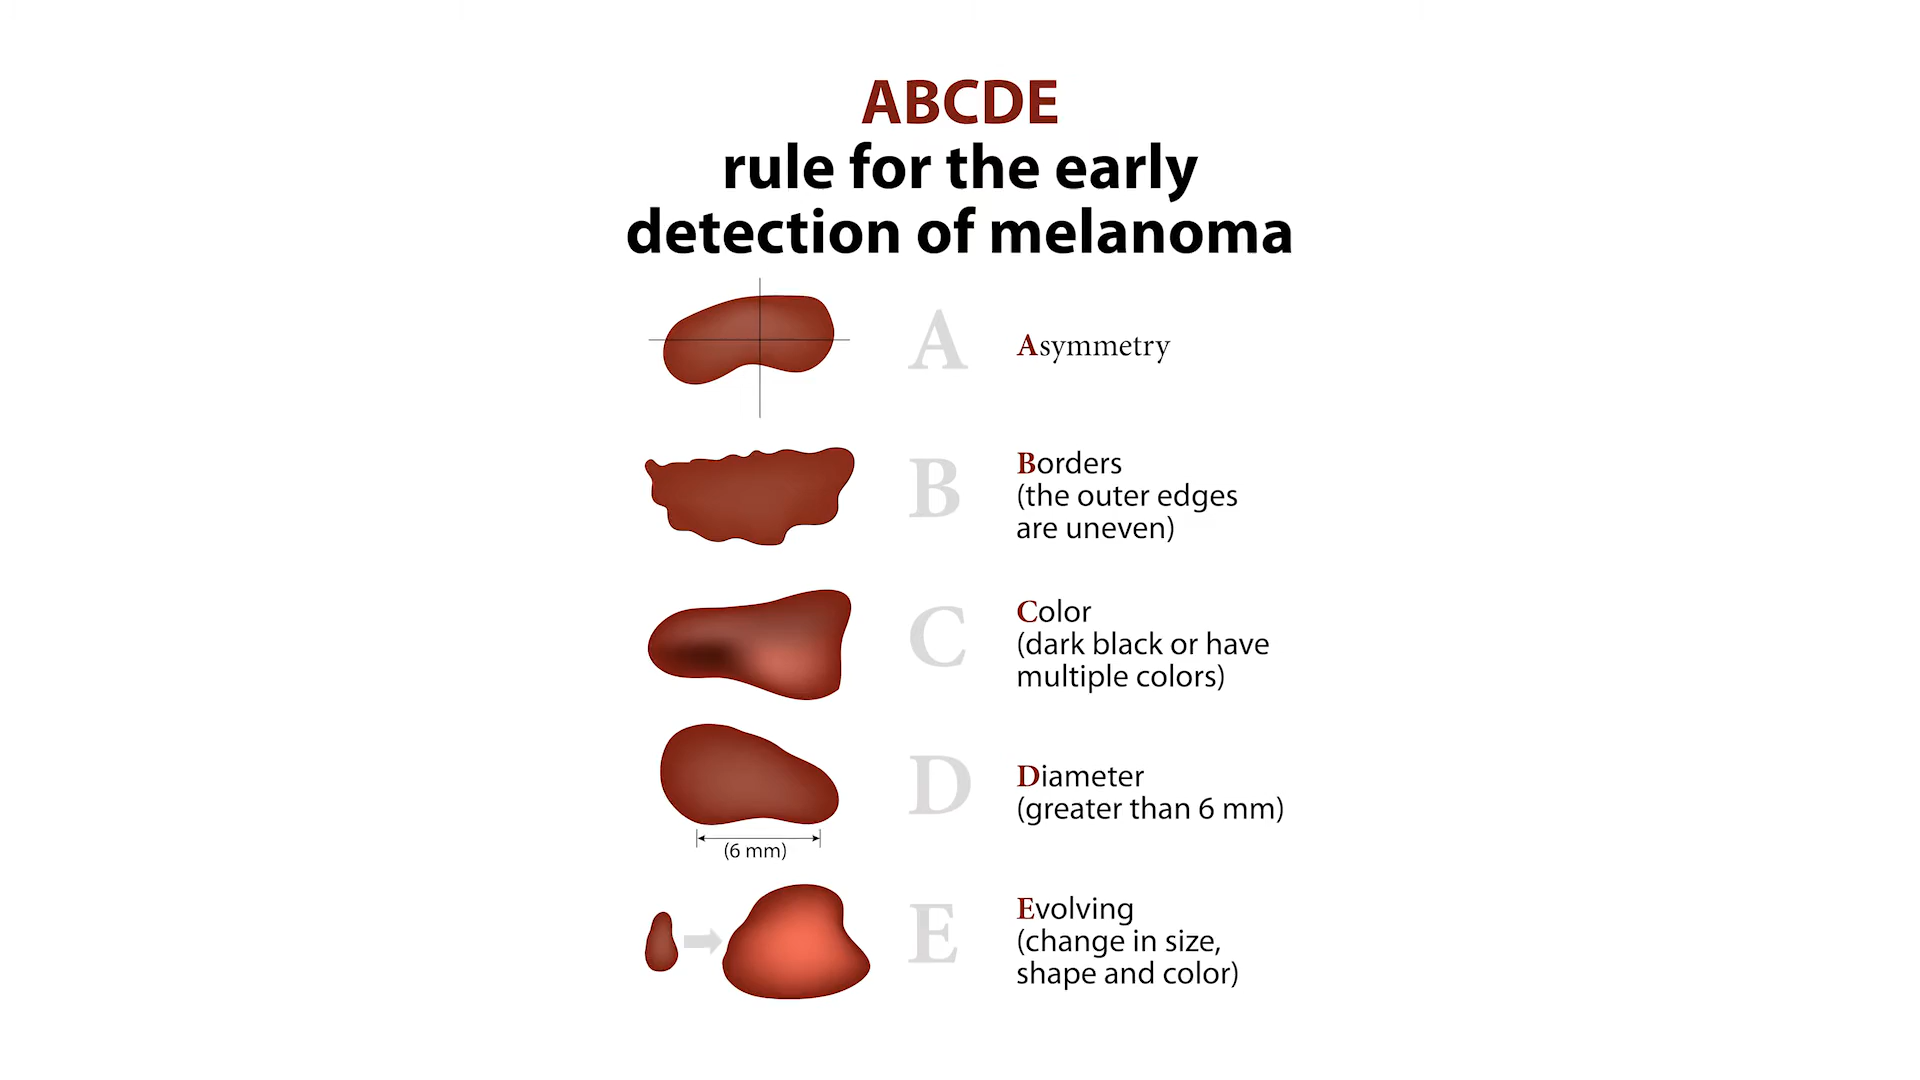 ABCDE
rule for the early
detection of melanoma
A
Asymmetry
B
Borders
(the outer edges
are uneven)
C
Color
(dark black or have
multiple colors)
D
Diameter
(greater than 6 mm)
(6 mm)
E
Evolving
(change in size,
shape and color)